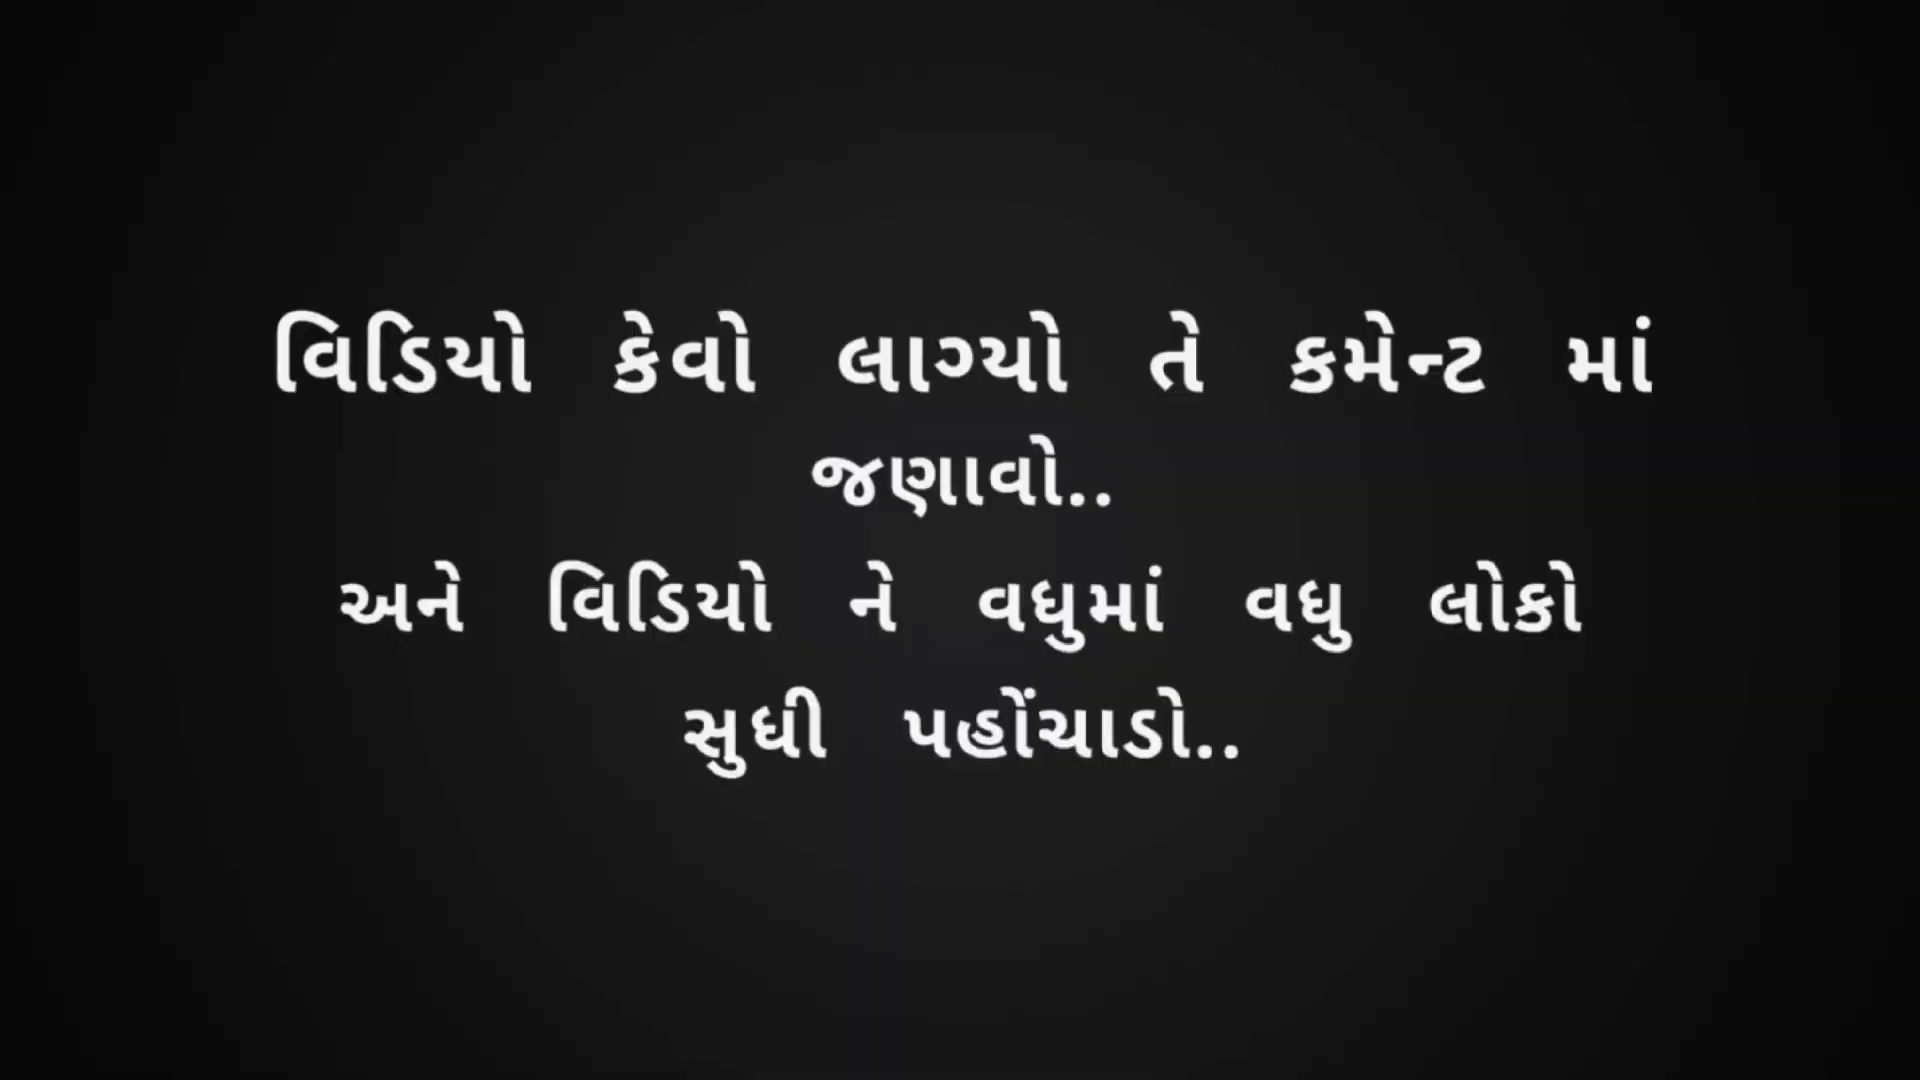 વિડિયો કેવો લાગ્યો તે કમેન્ટ માં
જણાવો..
અને વિડિયો ને વધુમાં વધુ લોકો
સુધી પહોંચાડો..